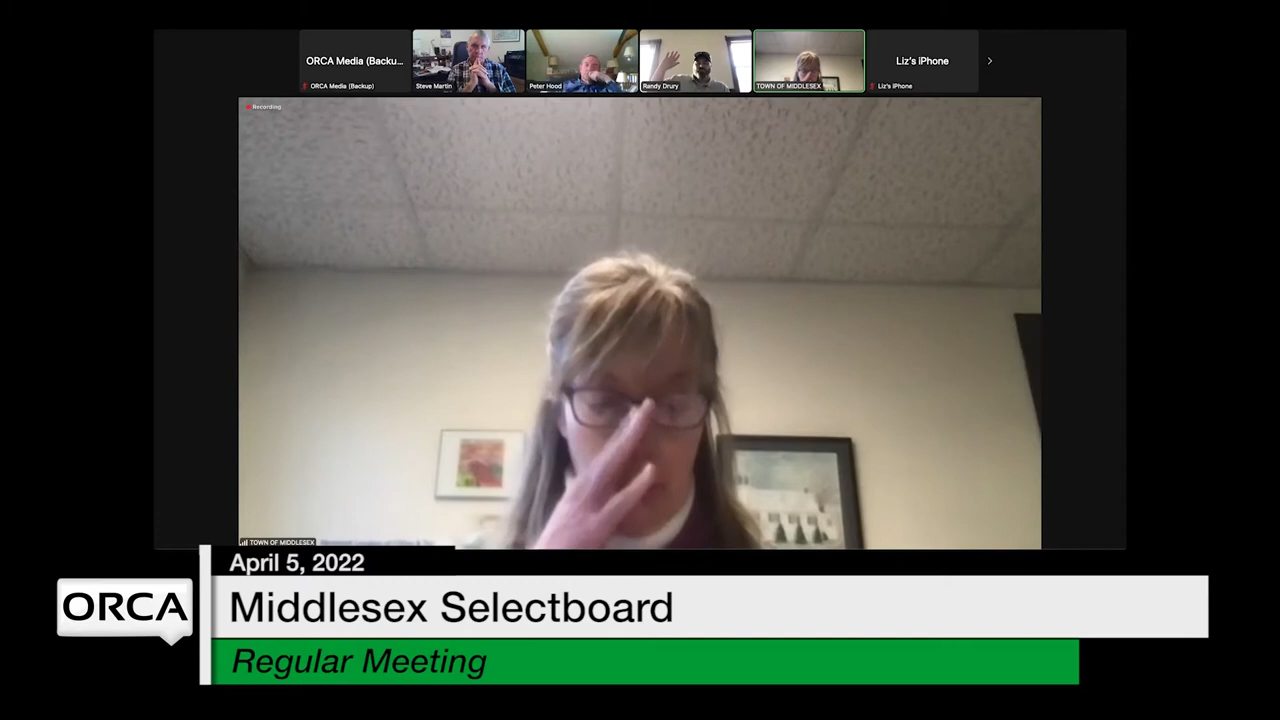 ORCA Media (Backu...
ORCA Media (Backup)
Steve Martin
Peter Hood
Randy Drury
TOWN OF MIDDLESEX
Liz's iPhone
Liz's iPhone
Recording
TOWN OF MIDDLESEX
April 5, 2022
ORCA
Middlesex Selectboard
Regular Meeting